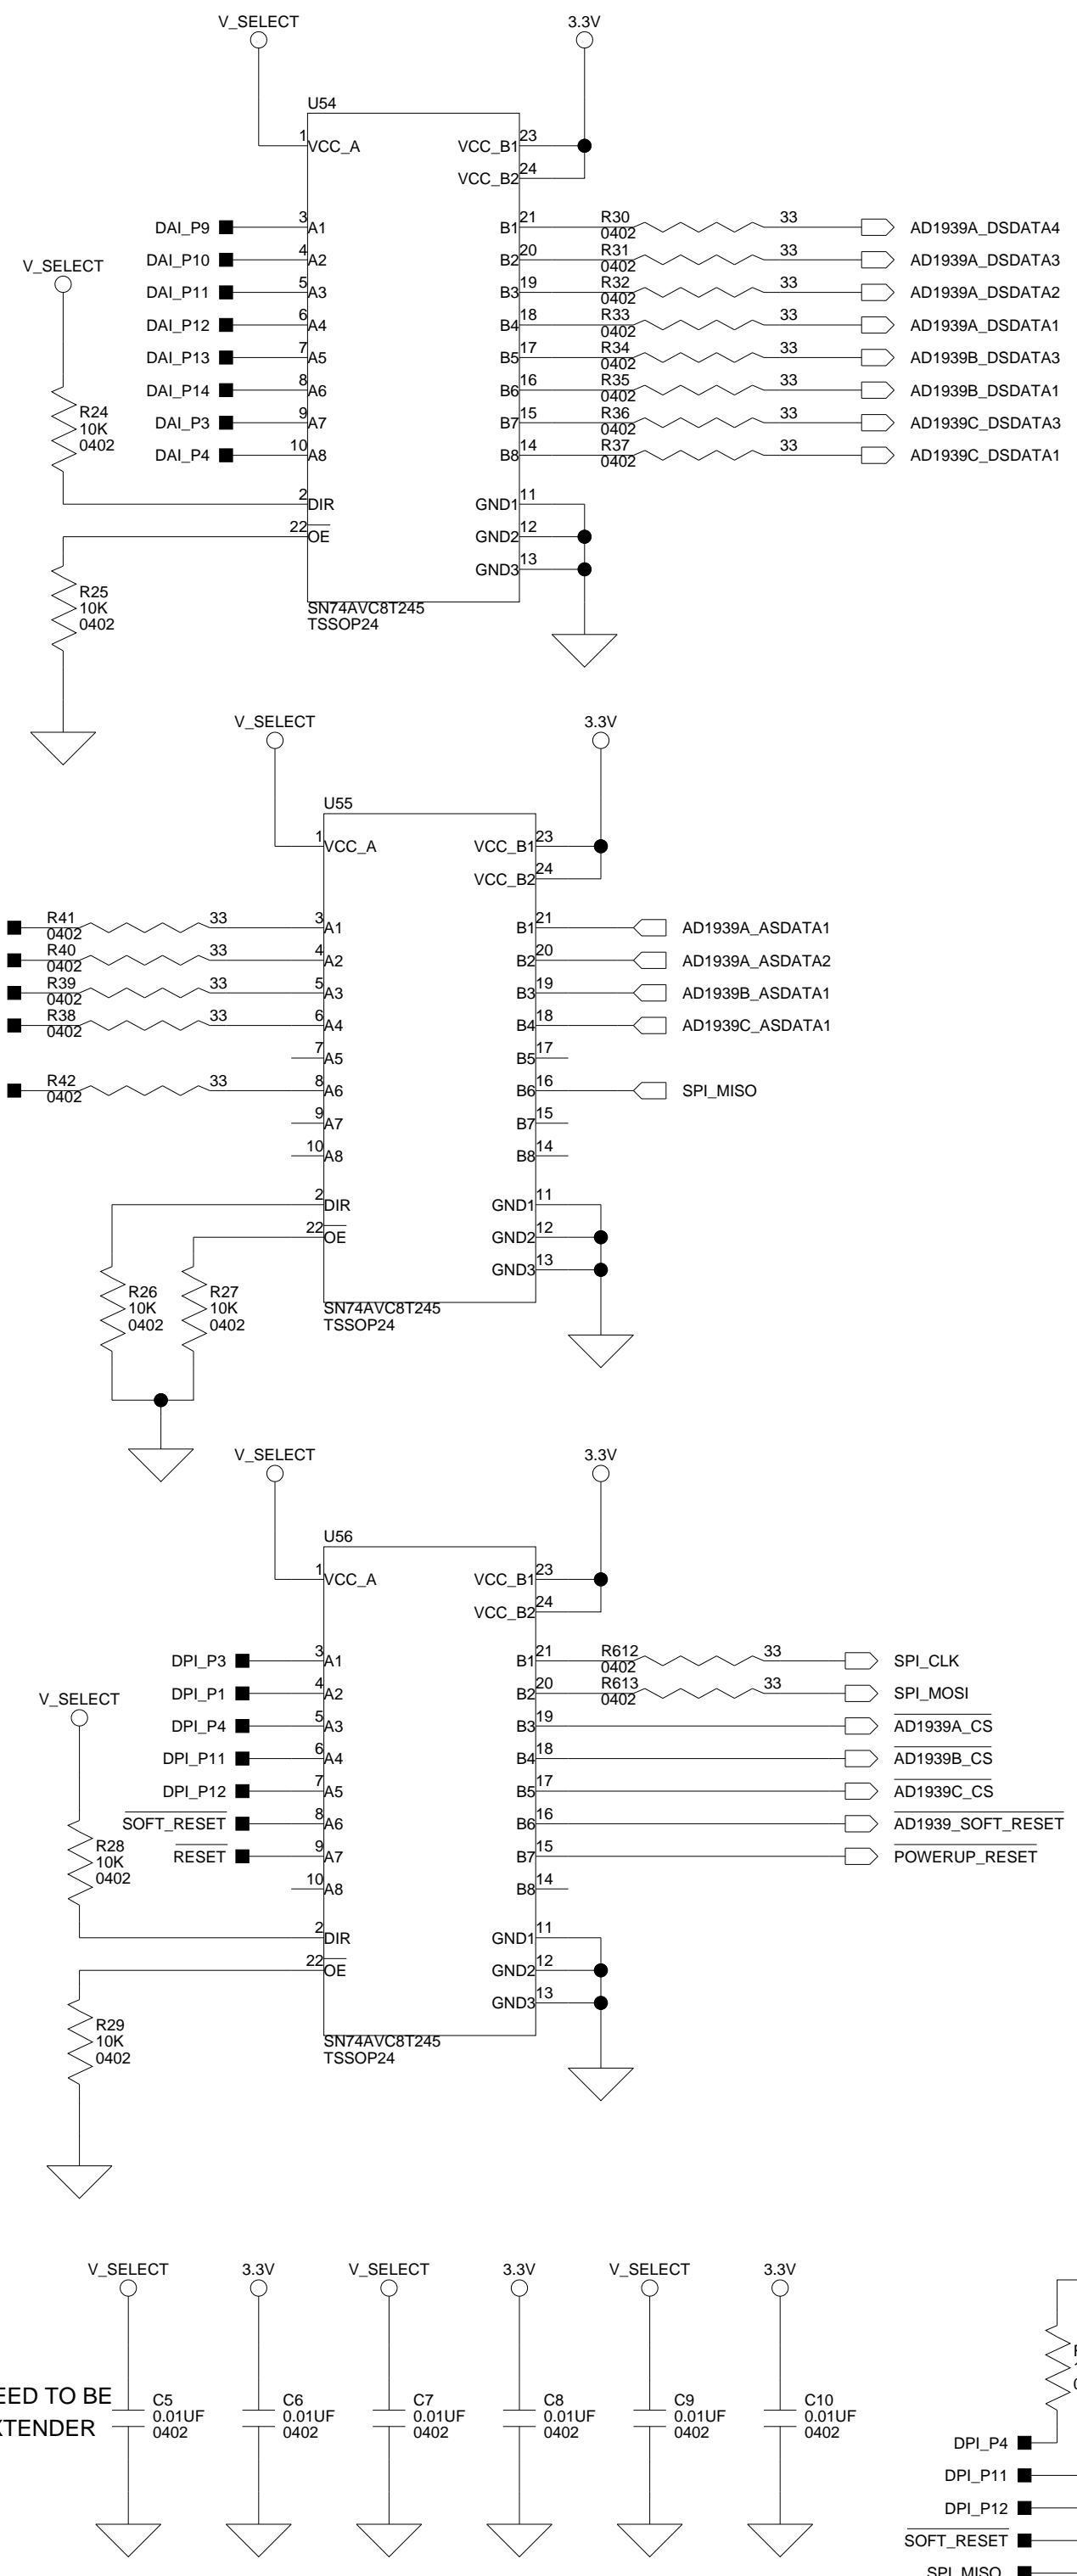 V_SELECT 3.3V
U54
1 VCC_A VCC_B1 23
VCC_B2 24
DAI_P9 3 A1 B1 21 R30 0402 33 AD1939A_DSDATA4
DAI_P10 4 A2 B2 20 R31 0402 33 AD1939A_DSDATA3
V_SELECT
DAI_P11 5 A3 B3 19 R32 0402 33 AD1939A_DSDATA2
DAI_P12 6 A4 B4 18 R33 0402 33 AD1939A_DSDATA1
DAI_P13 7 A5 B5 17 R34 0402 33 AD1939B_DSDATA3
DAI_P14 8 A6 B6 16 R35 0402 33 AD1939B_DSDATA1
R24
10K
0402
DAI_P3 9 A7 B7 15 R36 0402 33 AD1939C_DSDATA3
DAI_P4 10 A8 B8 14 R37 0402 33 AD1939C_DSDATA1
2 DIR GND1 11
22 OE GND2 12
GND3 13
R25
10K
0402
SN74AVC8T245
TSSOP24
V_SELECT 3.3V
U55
1 VCC_A VCC_B1 23
VCC_B2 24
R41 0402 33 3 A1 B1 21 AD1939A_ASDATA1
R40 0402 33 4 A2 B2 20 AD1939A_ASDATA2
R39 0402 33 5 A3 B3 19 AD1939B_ASDATA1
R38 0402 33 6 A4 B4 18 AD1939C_ASDATA1
7 A5 B5 17
R42 0402 33 8 A6 B6 16 SPI_MISO
9 A7 B7 15
10 A8 B8 14
2 DIR GND1 11
22 OE GND2 12
GND3 13
R26 R27
10K 10K
0402 0402
SN74AVC8T245
TSSOP24
V_SELECT 3.3V
U56
1 VCC_A VCC_B1 23
VCC_B2 24
DPI_P3 3 A1 B1 21 R612 0402 33 SPI_CLK
DPI_P1 4 A2 B2 20 R613 0402 33 SPI_MOSI
V_SELECT
DPI_P4 5 A3 B3 19 AD1939A_CS
DPI_P11 6 A4 B4 18 AD1939B_CS
DPI_P12 7 A5 B5 17 AD1939C_CS
SOFT_RESET 8 A6 B6 16 AD1939_SOFT_RESET
RESET 9 A7 B7 15 POWERUP_RESET
R28
10K
0402
10 A8 B8 14
2 DIR GND1 11
22 OE GND2 12
GND3 13
R29
10K
0402
SN74AVC8T245
TSSOP24
V_SELECT 3.3V V_SELECT 3.3V V_SELECT 3.3V
EED TO BE
TENDER
C5 C6 C7 C8 C9 C10
0.01UF 0.01UF 0.01UF 0.01UF 0.01UF 0.01UF
0402 0402 0402 0402 0402 0402
DPI_P4
DPI_P11
DPI_P12
SOFT_RESET
SPI_MISO